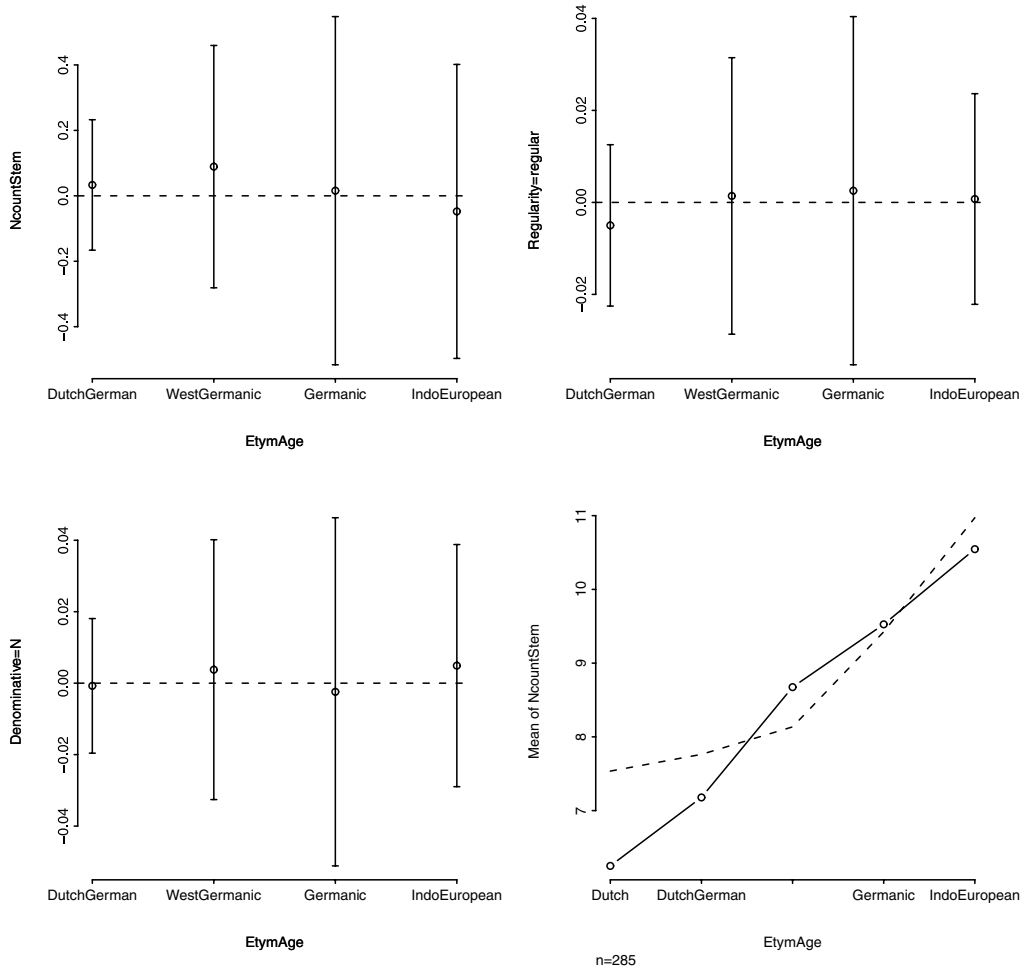 NcountStem
0.4
0.2
0.0
−0.2
−0.4
DutchGerman WestGermanic Germanic IndoEuropean
EtymAge
Regularity=regular
0.04
0.02
0.00
−0.02
DutchGerman WestGermanic Germanic IndoEuropean
EtymAge
Denominative=N
0.04
0.02
0.00
−0.02
−0.04
DutchGerman WestGermanic Germanic IndoEuropean
EtymAge
Mean of NcountStem
11
10
9
8
7
Dutch DutchGerman Germanic IndoEuropean
EtymAge
n=285